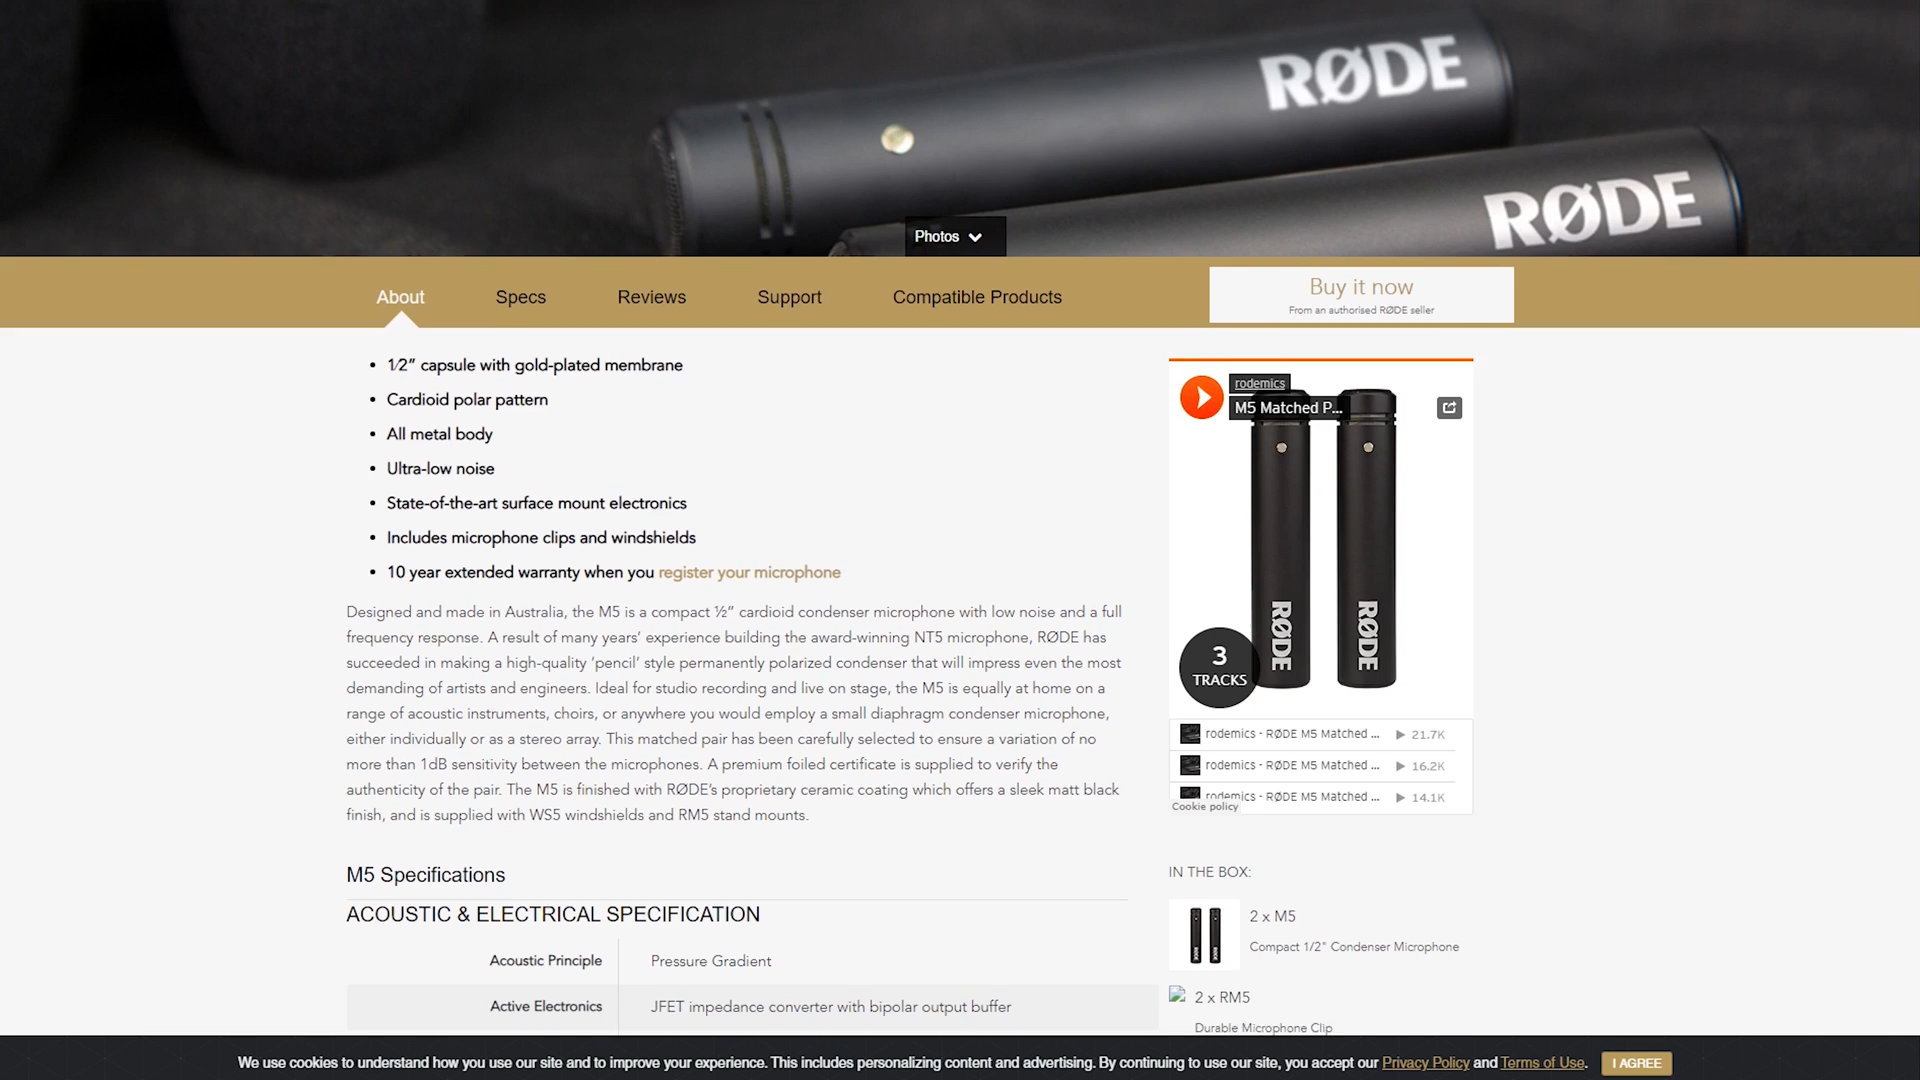 RØDE
RØDE
Photos
About
Specs
Reviews
Support
Compatible Products
Buy it now
From an authorised RØDE seller
• 1⁄2” capsule with gold-plated membrane
• Cardioid polar pattern
• All metal body
• Ultra-low noise
• State-of-the-art surface mount electronics
• Includes microphone clips and windshields
• 10 year extended warranty when you register your microphone
Designed and made in Australia, the M5 is a compact ½” cardioid condenser microphone with low noise and a full
frequency response. A result of many years’ experience building the award-winning NT5 microphone, RØDE has
succeeded in making a high-quality ‘pencil’ style permanently polarized condenser that will impress even the most
demanding of artists and engineers. Ideal for studio recording and live on stage, the M5 is equally at home on a
range of acoustic instruments, choirs, or anywhere you would employ a small diaphragm condenser microphone,
either individually or as a stereo array. This matched pair has been carefully selected to ensure a variation of no
more than 1dB sensitivity between the microphones. A premium foiled certificate is supplied to verify the
authenticity of the pair. The M5 is finished with RØDE’s proprietary ceramic coating which offers a sleek matt black
finish, and is supplied with WS5 windshields and RM5 stand mounts.
M5 Specifications
ACOUSTIC & ELECTRICAL SPECIFICATION
Acoustic Principle
Pressure Gradient
Active Electronics
JFET impedance converter with bipolar output buffer
rodemics
M5 Matched P...
RØDE
RØDE
3
TRACKS
rodemics - RØDE M5 Matched ...
21.7K
rodemics - RØDE M5 Matched ...
16.2K
rodemics - RØDE M5 Matched ...
14.1K
Cookie policy
IN THE BOX:
2 x M5
Compact 1/2" Condenser Microphone
2 x RM5
Durable Microphone Clip
We use cookies to understand how you use our site and to improve your experience. This includes personalizing content and advertising. By continuing to use our site, you accept our Privacy Policy and Terms of Use.
I AGREE